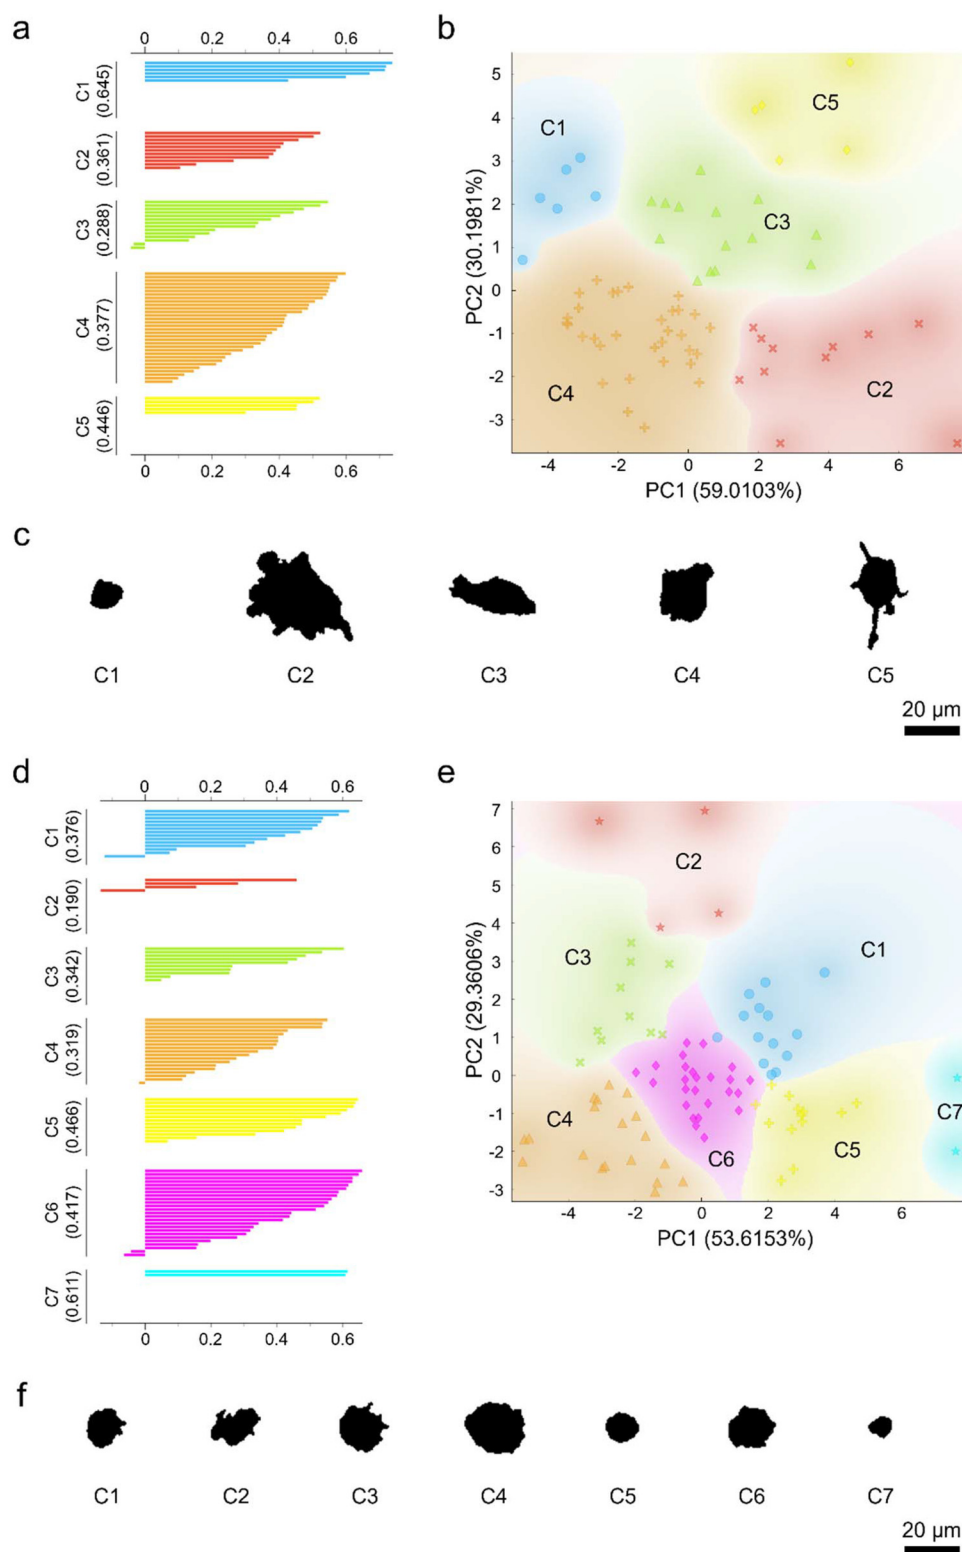 a
0 0.2 0.4 0.6
C1
(0.645)
C2
(0.361)
C3
(0.288)
C4
(0.377)
C5
(0.446)
0 0.2 0.4 0.6
b
5
4
3
2
1
0
-1
-2
-3
PC2 (30.1981%)
C1
C5
C3
C4
C2
-4 -2 0 2 4 6
PC1 (59.0103%)
c
C1 C2 C3 C4 C5
20 µm
d
0 0.2 0.4 0.6
C1
(0.376)
C2
(0.190)
C3
(0.342)
C4
(0.319)
C5
(0.466)
C6
(0.417)
C7
(0.611)
0 0.2 0.4 0.6
e
7
6
5
4
3
2
1
0
-1
-2
-3
PC2 (29.3606%)
C2
C1
C3
C4
C7
C5
C6
-4 -2 0 2 4 6
PC1 (53.6153%)
f
C1 C2 C3 C4 C5 C6 C7
20 µm